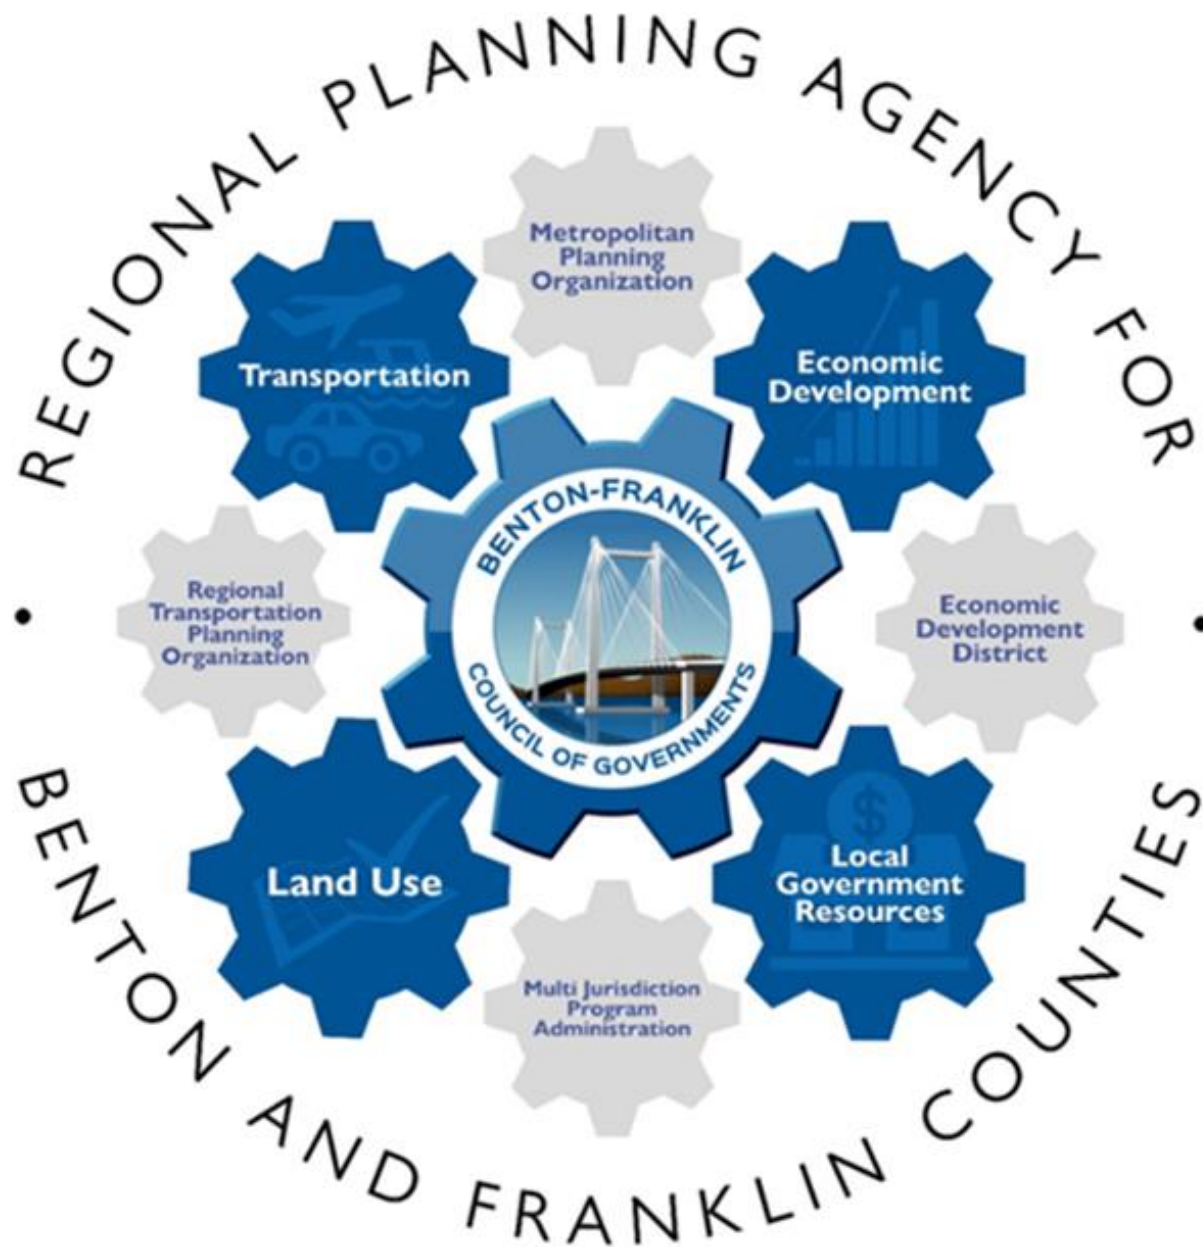 REGIONAL PLANNING AGENCY FOR
Metropolitan
Planning
Organization
Transportation
Economic
Development
BENTON-FRANKLIN
COUNCIL OF GOVERNMENTS
Regional
Transportation
Planning
Organization
Economic
Development
District
Land Use
$
Local
Government
Resources
Multi Jurisdiction
Program
Administration
BENTON AND FRANKLIN COUNTIES